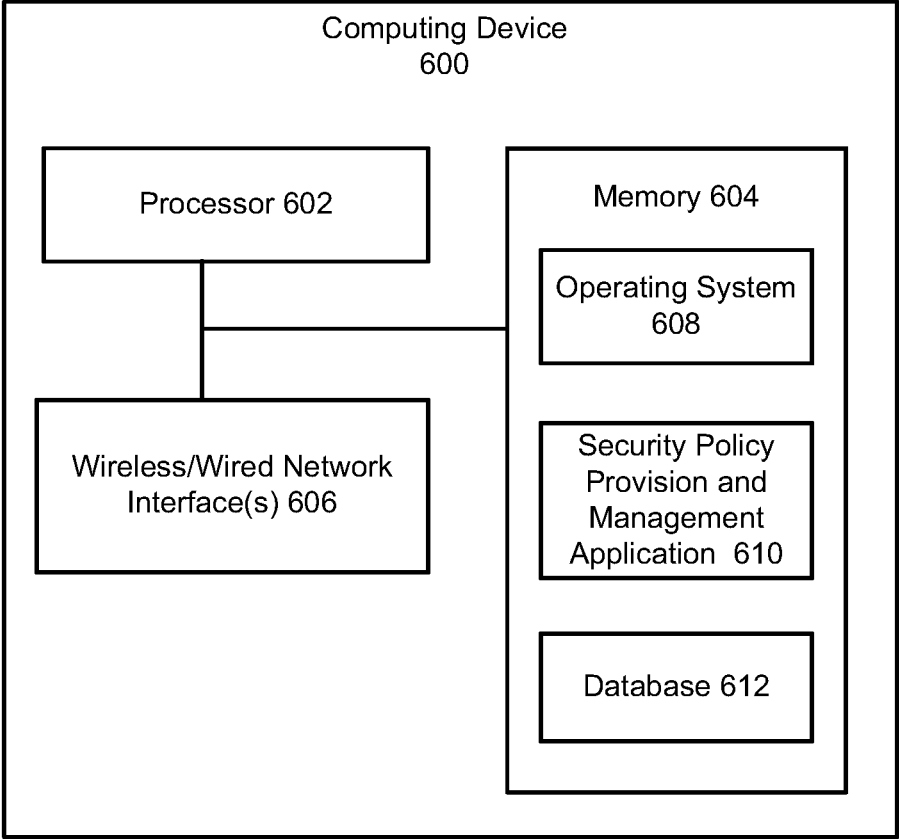 Computing Device
600
Processor 602
Memory 604
Operating System
608
Wireless/Wired Network
Interface(s) 606
Security Policy
Provision and
Management
Application 610
Database 612